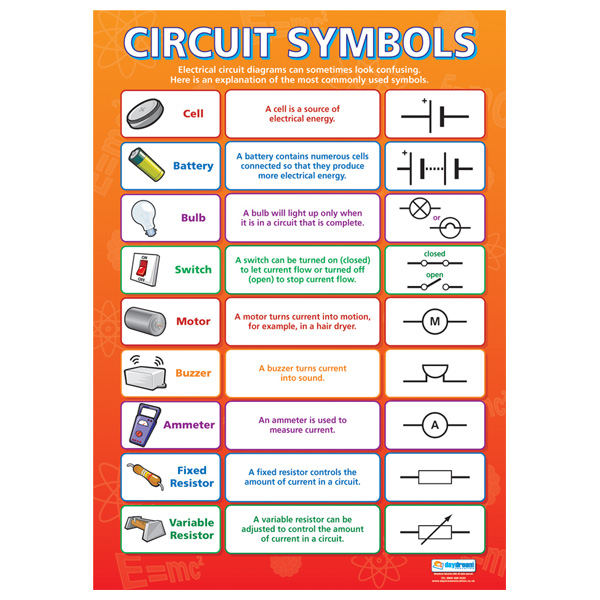 CIRCUIT SYMBOLS
Electrical circuit diagrams can sometimes look confusing.
Here is an explanation of the most commonly used symbols.
Cell
A cell is a source of
electrical energy.
+
Battery
A battery contains numerous cells
connected so that they produce
more electrical energy.
+
Bulb
A bulb will light up only when
it is in a circuit that is complete.
or
ON
OFF
Switch
A switch can be turned on (closed)
to let current flow or turned off
(open) to stop current flow.
closed
open
Motor
A motor turns current into motion,
for example, in a hair dryer.
M
Buzzer
A buzzer turns current
into sound.
Ammeter
An ammeter is used to
measure current.
A
Fixed
Resistor
A fixed resistor controls the
amount of current in a circuit.
Variable
Resistor
A variable resistor can be
adjusted to control the amount
of current in a circuit.
E=mc²
daydream